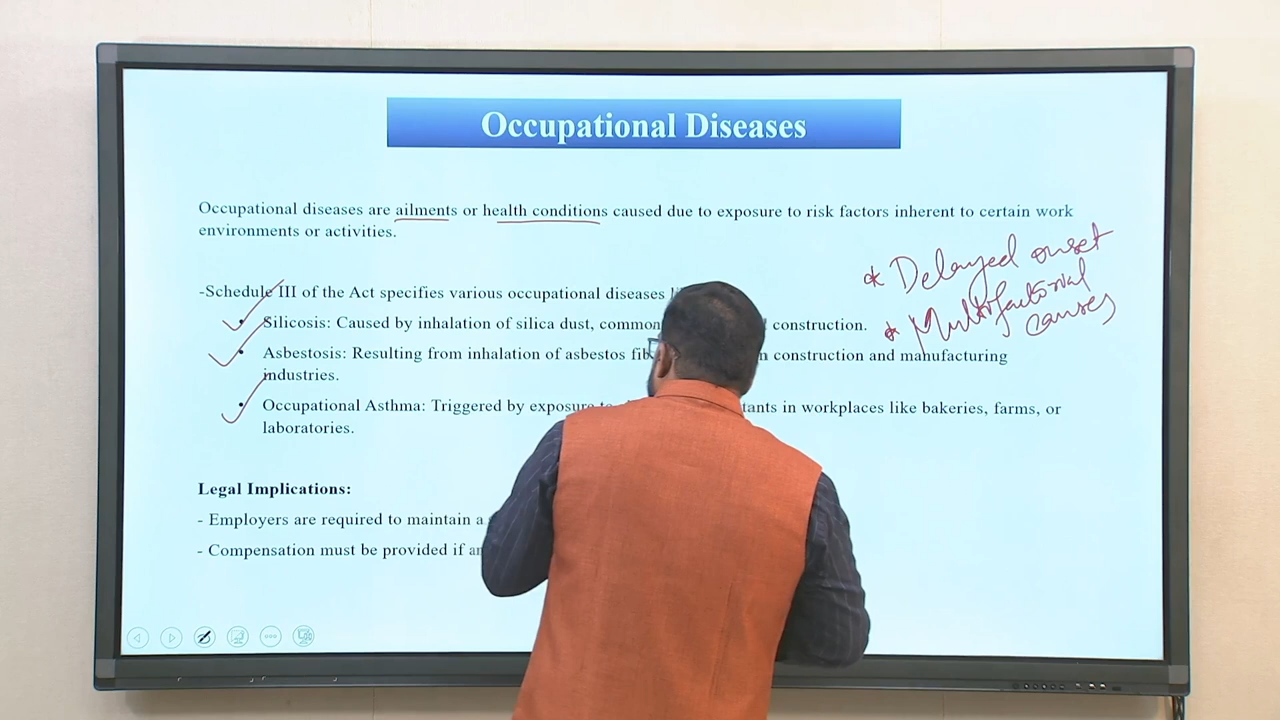 Occupational Diseases
Occupational diseases are ailments or health conditions caused due to exposure to risk factors inherent to certain work
environments or activities.
* Delayed onset
* Multifactorial
causes
-Schedule III of the Act specifies various occupational diseases
• Silicosis: Caused by inhalation of silica dust, common construction.
• Asbestosis: Resulting from inhalation of asbestos construction and manufacturing
industries.
• Occupational Asthma: Triggered by exposure in workplaces like bakeries, farms, or
laboratories.
Legal Implications:
- Employers are required to maintain a
- Compensation must be provided if